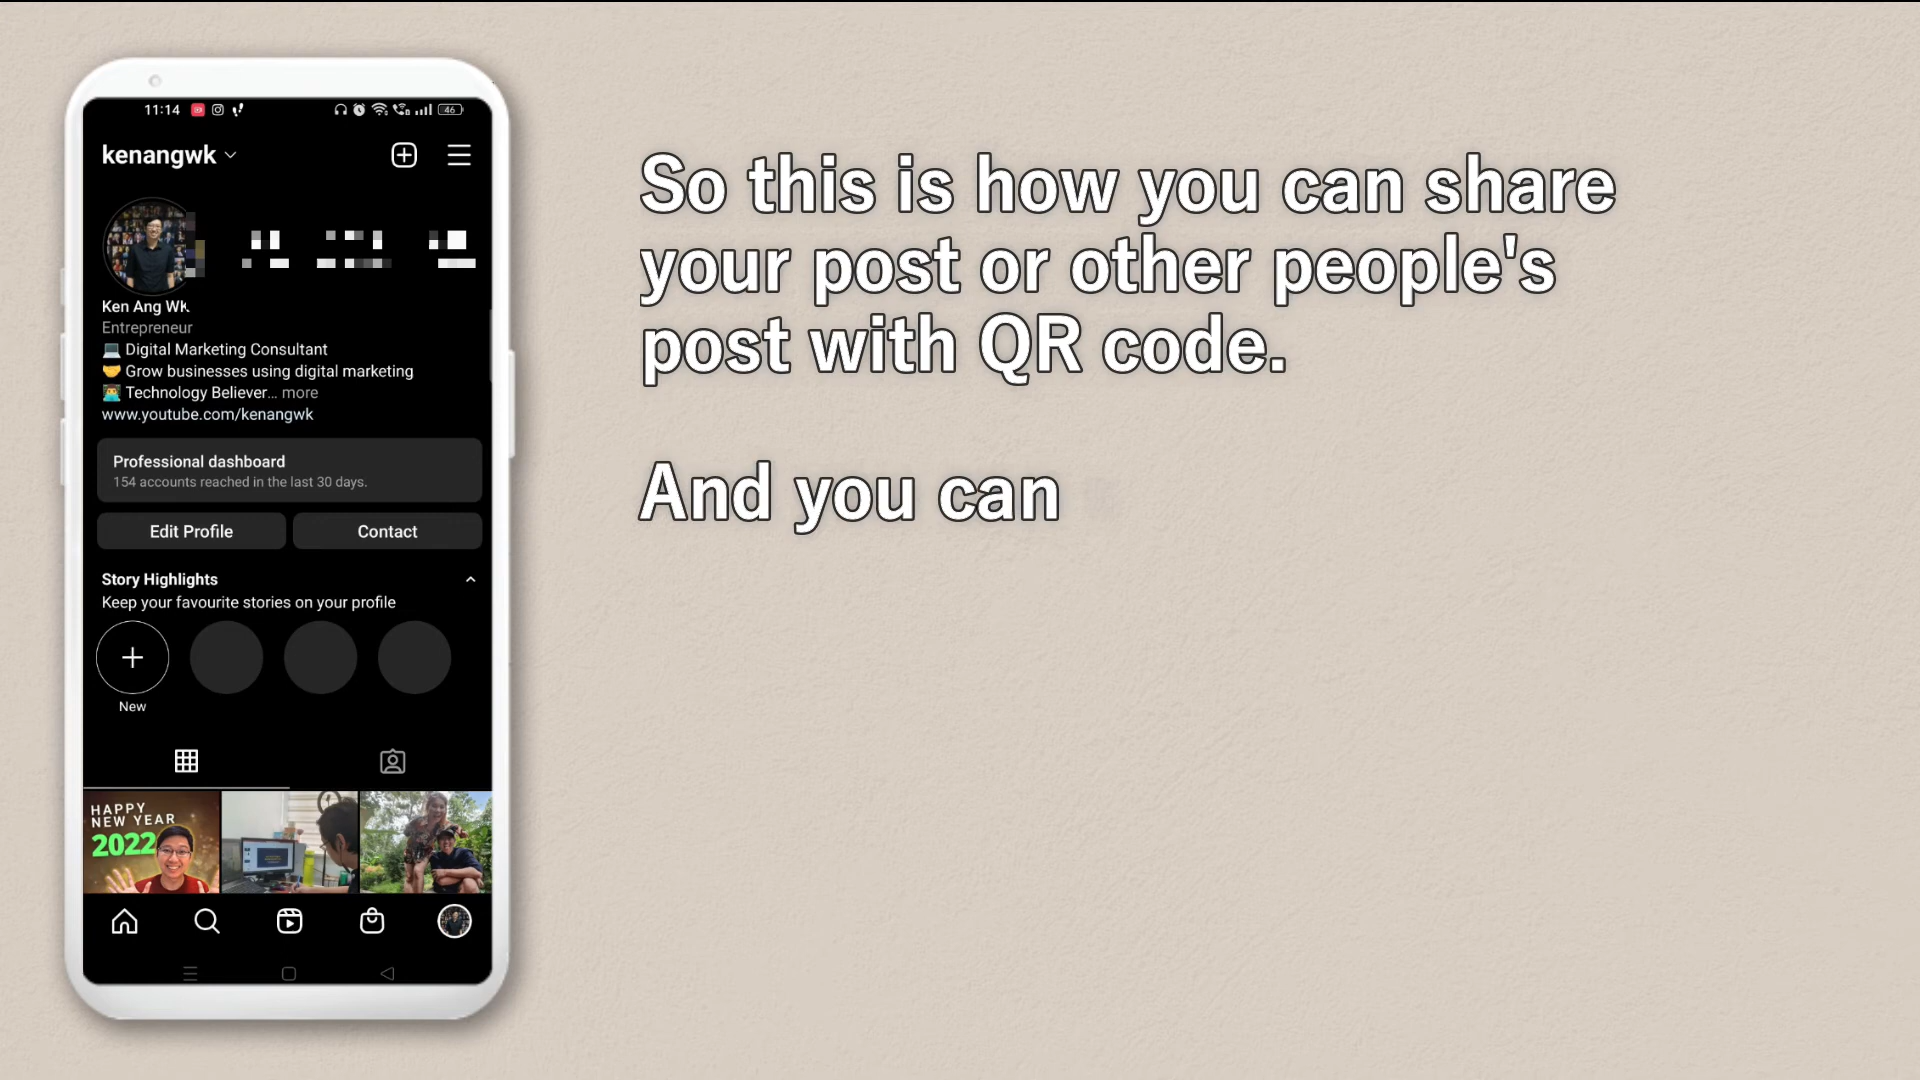 11:14
46
kenangwk
Ken Ang WK
Entrepreneur
Digital Marketing Consultant
Grow businesses using digital marketing
Technology Believer... more
www.youtube.com/kenangwk
Professional dashboard
154 accounts reached in the last 30 days.
Edit Profile
Contact
Story Highlights
Keep your favourite stories on your profile
New
HAPPY
NEW YEAR
2022
So this is how you can share
your post or other people's
post with QR code.
And you can